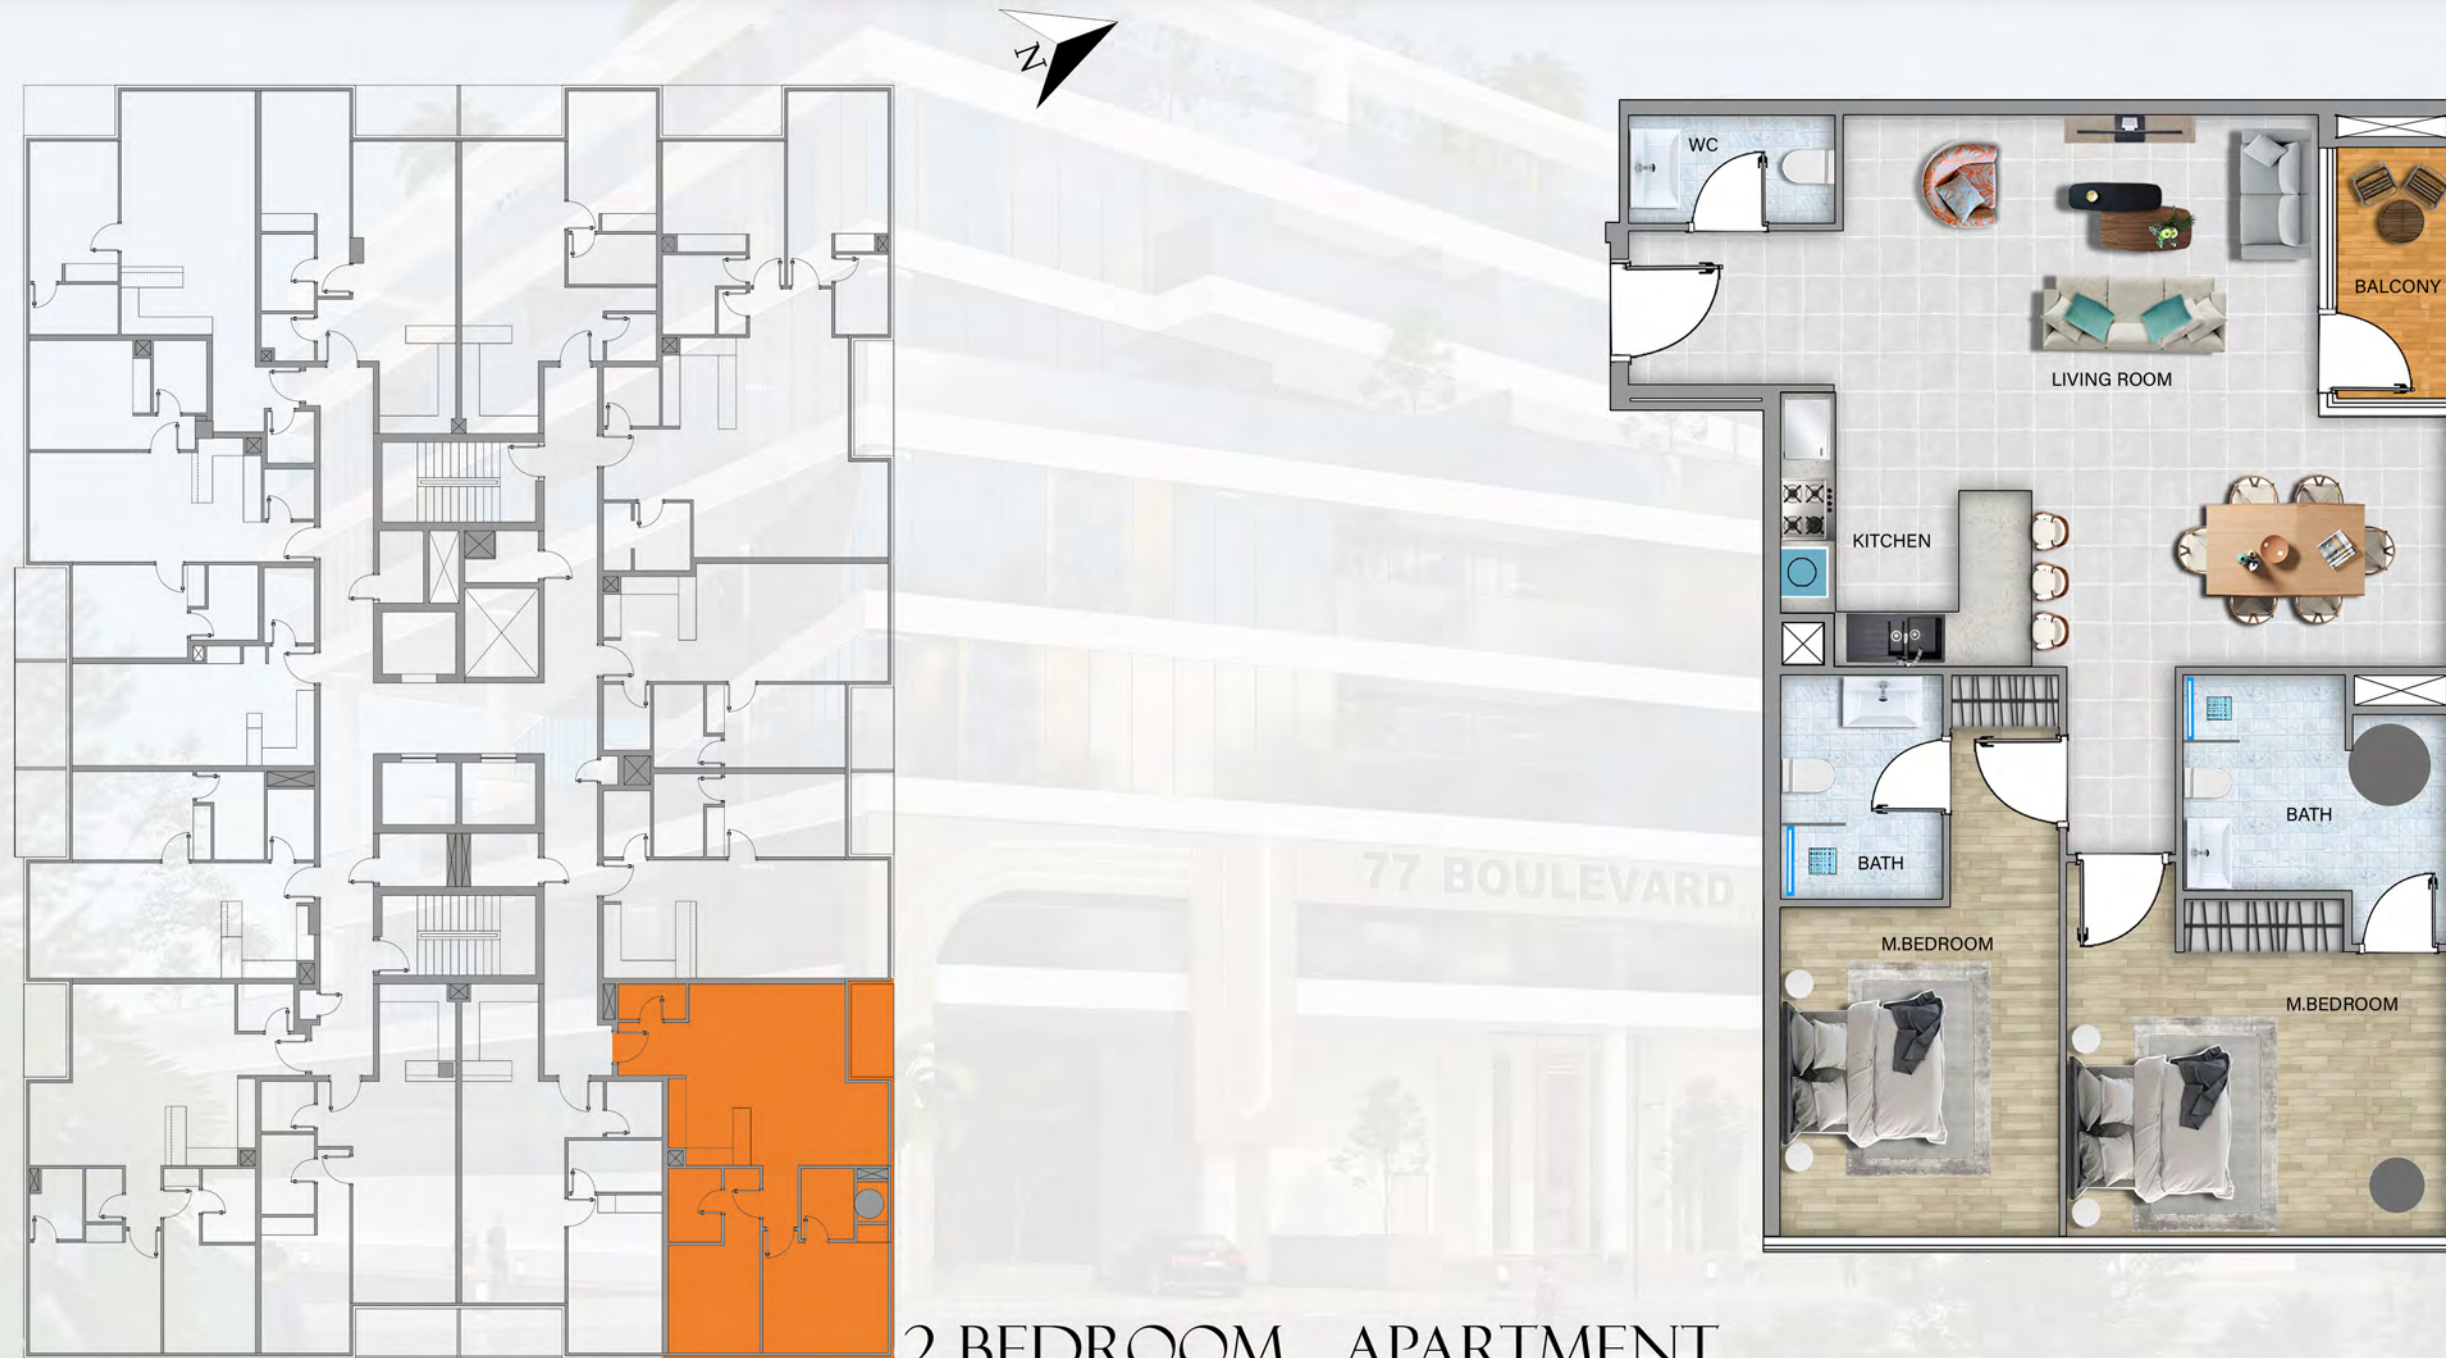 N
WC
BALCONY
LIVING ROOM
KITCHEN
BATH
BATH
M.BEDROOM
M.BEDROOM
77 BOULEVARD
2 BEDROOM APARTMENT